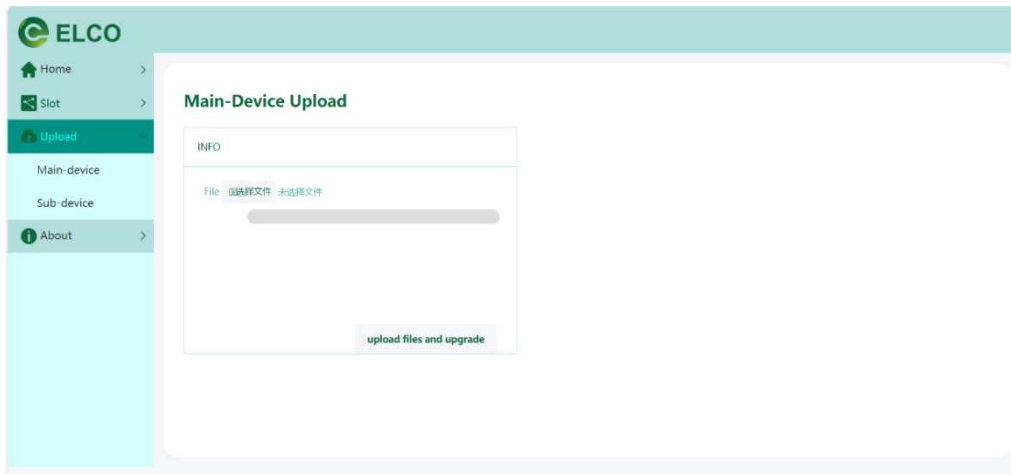 ELCO
Home
Slot
Upload
Main-device
Sub-device
About
Main-Device Upload
INFO
File 选择文件 未选择文件
upload files and upgrade